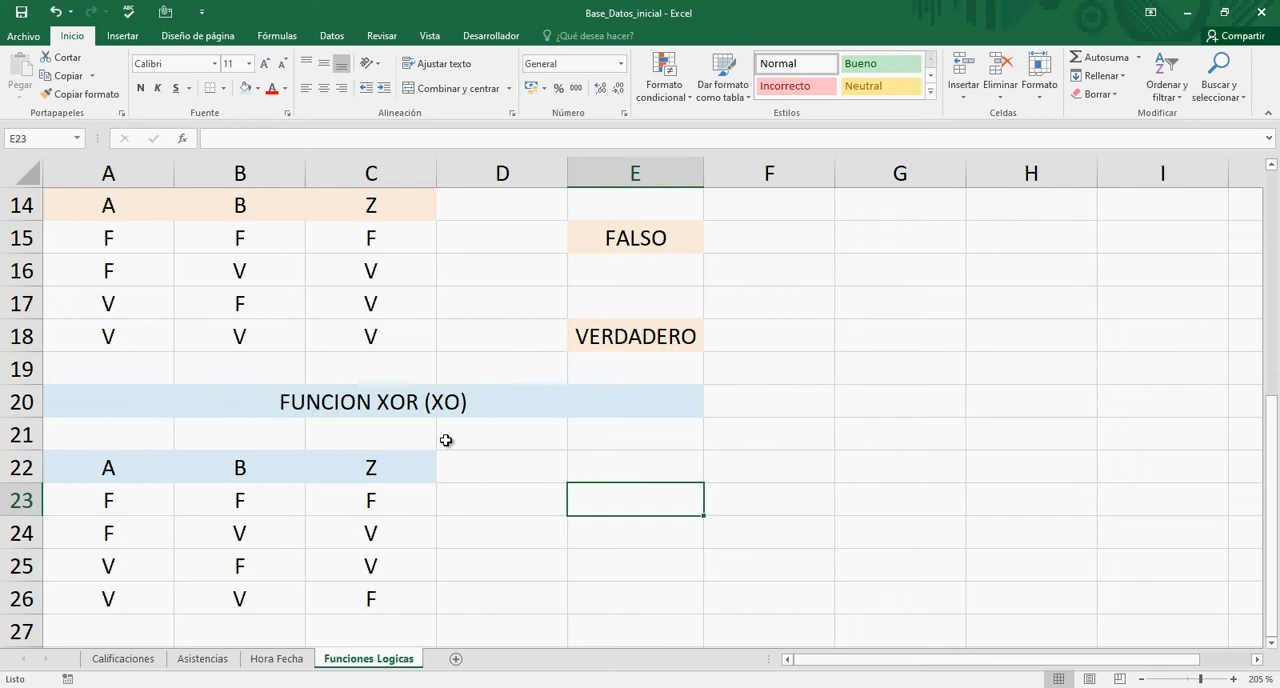 Base_Datos_inicial - Excel
Archivo Inicio Insertar Diseño de página Fórmulas Datos Revisar Vista Desarrollador ¿Qué desea hacer? Compartir
Pegar
Cortar
Copiar
Copiar formato
Portapapeles
Calibri 11
N K S
Fuente
Ajustar texto
Combinar y centrar
Alineación
General
% 000
Número
Formato condicional
Dar formato como tabla
Normal Bueno
Incorrecto Neutral
Estilos
Insertar Eliminar Formato
Celdas
Autosuma
Rellenar
Borrar
Ordenar y filtrar
Buscar y seleccionar
Modificar
E23 fx
A B C D E F G H I
14 A B Z
15 F F F FALSO
16 F V V
17 V F V
18 V V V VERDADERO
19
20 FUNCION XOR (XO)
21
22 A B Z
23 F F F
24 F V V
25 V F V
26 V V F
27
Calificaciones Asistencias Hora Fecha Funciones Logicas
Listo 205 %